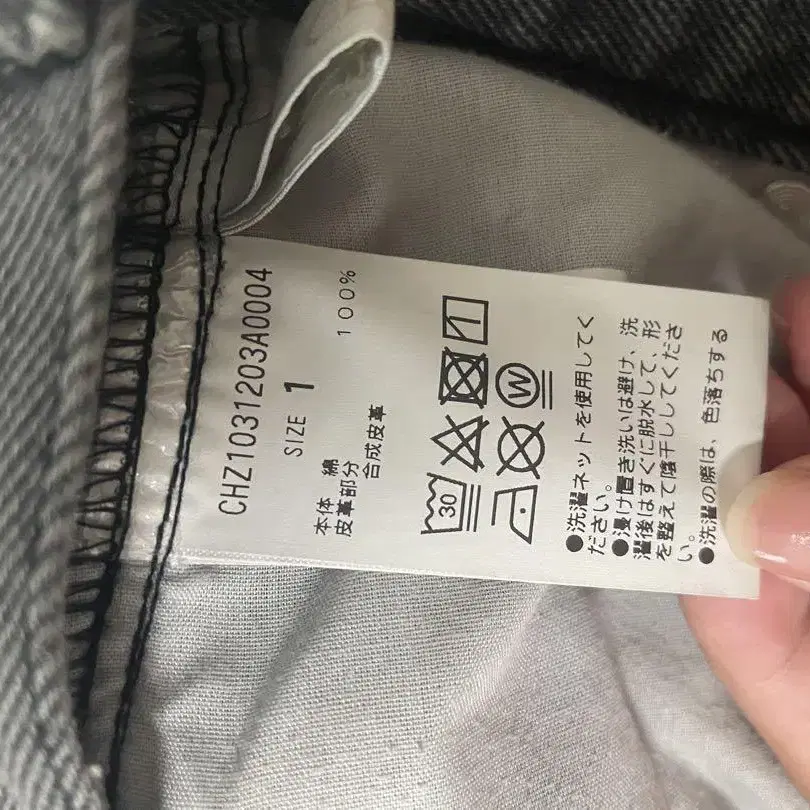 CHZ1031203A0004
SIZE 1
本体 綿 100%
皮革部分
合成皮革
30
W
●洗濯ネットを使用してく
ださい。
●浸け置き洗いは避け、洗
濯後はすぐに脱水して、形
を整えて陰干ししてくださ
い。
●洗濯の際は、色落ちする